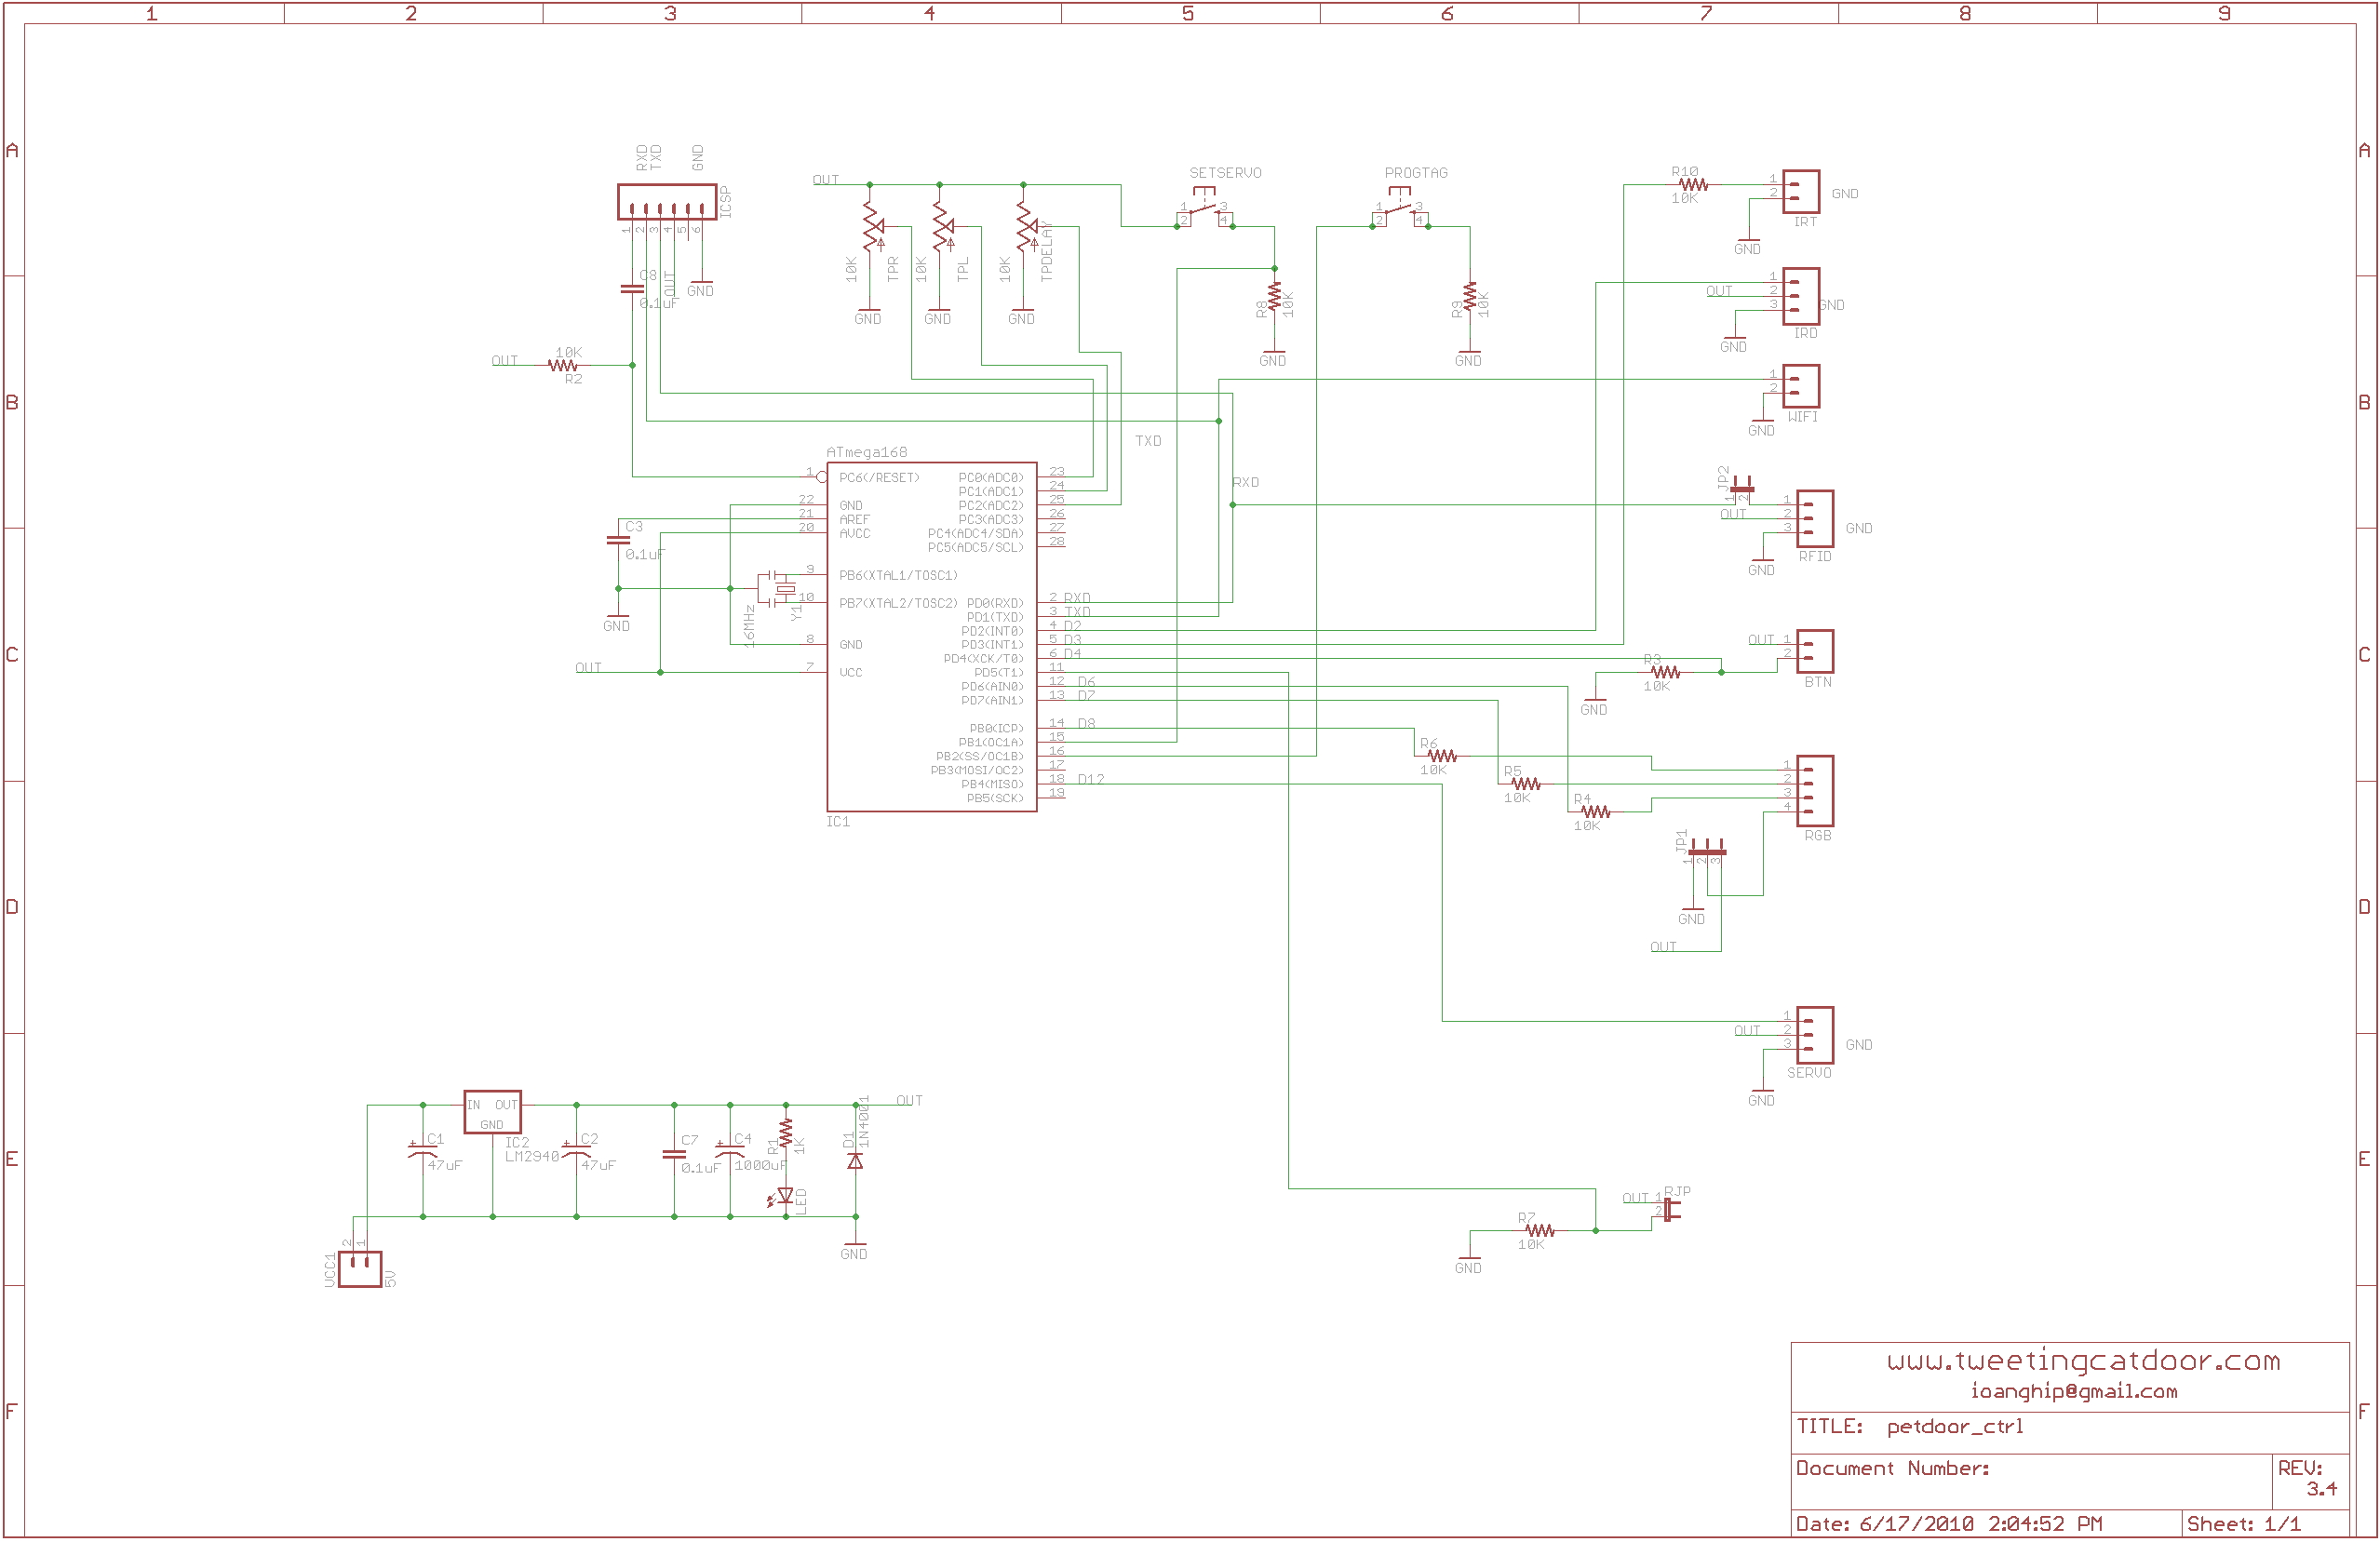 1 2 3 4 5 6 7 8 9
A
A
B
B
C
C
D
D
E
E
F
F
RXD
TXD
GND
ICSP
1 2 3 4 5 6
C8
0.1uF
OUT
GND
OUT
10K
R2
OUT
10K
TPR
GND
10K
TPL
GND
10K
TPDELAY
GND
SETSERVO
1 3
2 4
R8
10K
GND
PROGTAG
1 3
2 4
R9
10K
GND
R10
10K
1
2
GND
IRT
GND
1
OUT 2
3
GND
IRD
GND
1
2
WIFI
GND
TXD
RXD
JP2
1 2
1
OUT 2
3
GND
RFID
GND
ATmega168
1 PC6(/RESET)
22 GND
21 AREF
20 AVCC
9 PB6(XTAL1/TOSC1)
10 PB7(XTAL2/TOSC2)
8 GND
7 VCC
PC0(ADC0) 23
PC1(ADC1) 24
PC2(ADC2) 25
PC3(ADC3) 26
PC4(ADC4/SDA) 27
PC5(ADC5/SCL) 28
PD0(RXD) 2 RXD
PD1(TXD) 3 TXD
PD2(INT0) 4 D2
PD3(INT1) 5 D3
PD4(XCK/T0) 6 D4
PD5(T1) 11
PD6(AIN0) 12 D6
PD7(AIN1) 13 D7
PB0(ICP) 14 D8
PB1(OC1A) 15
PB2(SS/OC1B) 16
PB3(MOSI/OC2) 17
PB4(MISO) 18 D12
PB5(SCK) 19
IC1
C3
0.1uF
GND
16MHz
Y1
OUT
OUT 1
2
BTN
R3
10K
GND
R6
10K
R5
10K
R4
10K
1
2
3
4
RGB
JP1
1 2 3
GND
OUT
1
OUT 2
3
GND
SERVO
GND
OUT 1 RJP
2
R7
10K
GND
IN OUT
GND
IC2
LM2940
C1
47uF
C2
47uF
C7
0.1uF
C4
1000uF
R1
1K
LED
D1
1N4001
OUT
GND
2 1
VCC1
5V
www.tweetingcatdoor.com
ioanghip@gmail.com
TITLE: petdoor_ctrl
Document Number:
REV:
3.4
Date: 6/17/2010 2:04:52 PM
Sheet: 1/1